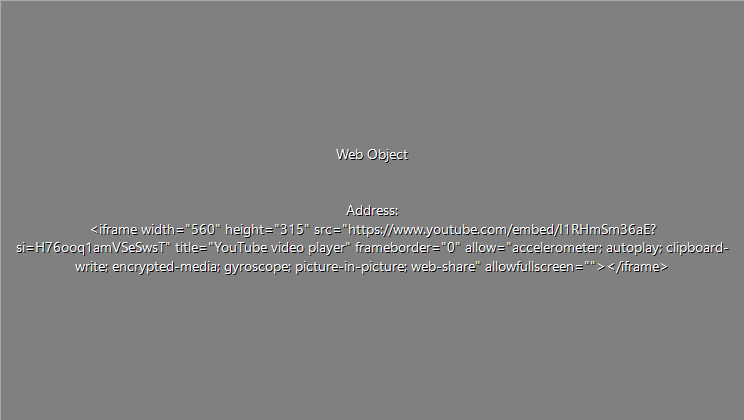 Web Object
Address:
<iframe width="560" height="315" src="https://www.youtube.com/embed/I1RHmSm36aE?
si=H76ooq1amVSeSwsT" title="YouTube video player" frameborder="0" allow="accelerometer; autoplay; clipboard-
write; encrypted-media; gyroscope; picture-in-picture; web-share" allowfullscreen=""></iframe>